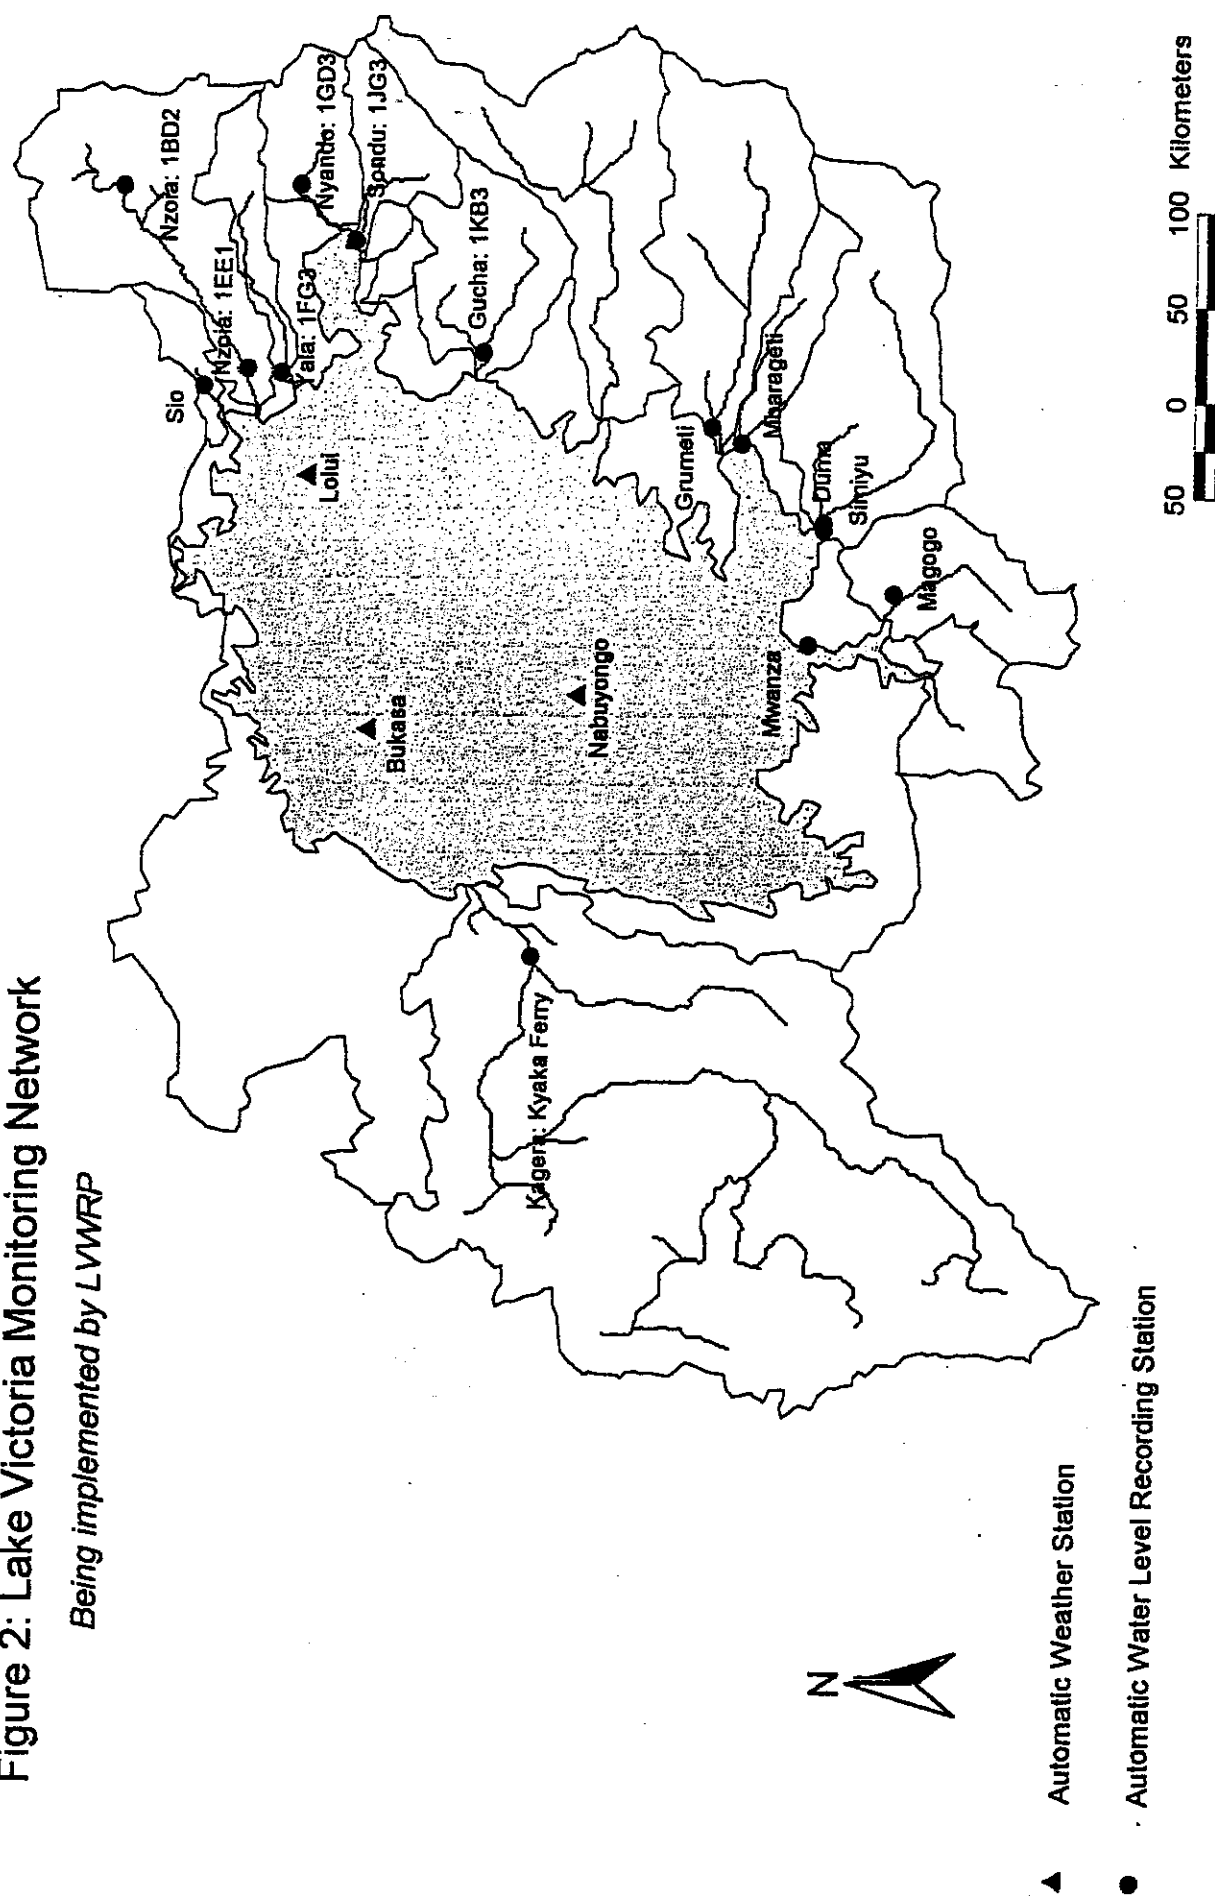 Figure 2: Lake Victoria Monitoring Network
Being implemented by LVWRP
Nzoia: 1BD2
Sio
Nzoia: 1EE1
Yala: 1FG3
Nyando: 1GD3
Sondu: 1JG3
Lolui
Bukasa
Gucha: 1KB3
Nabuyongo
Kagera: Kyaka Ferry
Grumeti
Mbarageti
Mwanza
Duma
Simiyu
Magogo
N
Automatic Weather Station
Automatic Water Level Recording Station
50 0 50 100 Kilometers